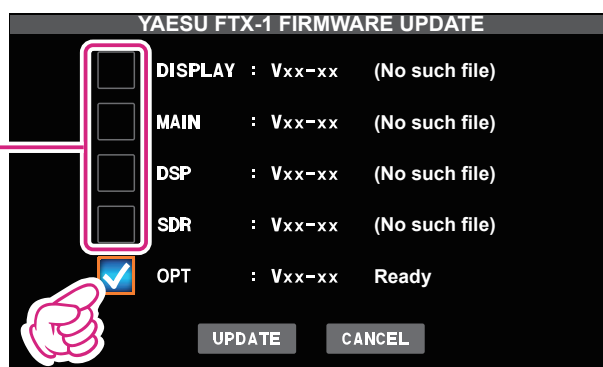 YAESU FTX-1 FIRMWARE UPDATE
DISPLAY : Vxx-xx (No such file)
MAIN : Vxx-xx (No such file)
DSP : Vxx-xx (No such file)
SDR : Vxx-xx (No such file)
OPT : Vxx-xx Ready
UPDATE CANCEL